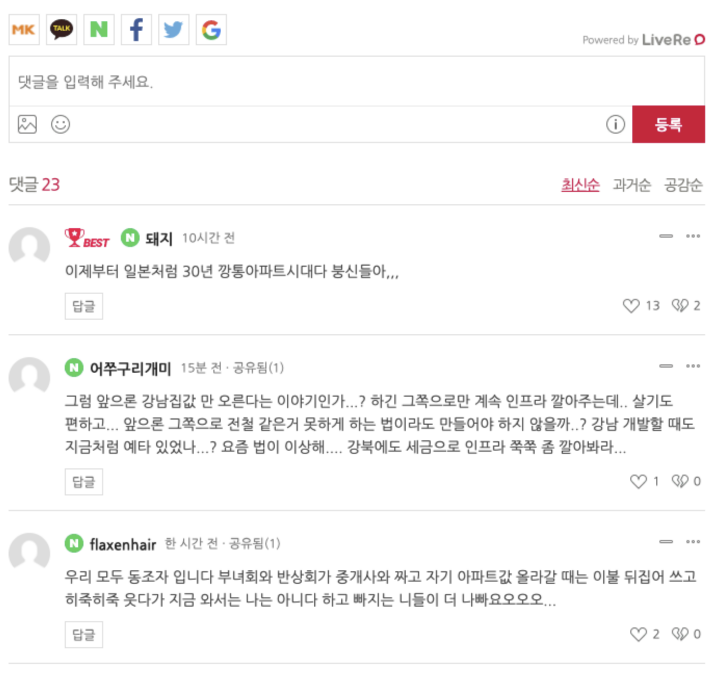 MK TALK N f G
Powered by LiveRe
댓글을 입력해 주세요.
등록
댓글 23
최신순 과거순 공감순
BEST N 돼지 10시간 전
이제부터 일본처럼 30년 깡통아파트시대다 붕신들아,,,
답글
13 2
N 어쭈구리개미 15분 전 · 공유됨(1)
그럼 앞으론 강남집값 만 오른다는 이야기인가...? 하긴 그쪽으로만 계속 인프라 깔아주는데.. 살기도
편하고... 앞으론 그쪽으로 전철 같은거 못하게 하는 법이라도 만들어야 하지 않을까..? 강남 개발할 때도
지금처럼 예타 있었나...? 요즘 법이 이상해.... 강북에도 세금으로 인프라 쭉쭉 좀 깔아봐라...
답글
1 0
N flaxenhair 한 시간 전 · 공유됨(1)
우리 모두 동조자 입니다 부녀회와 반상회가 중개사와 짜고 자기 아파트값 올라갈 때는 이불 뒤집어 쓰고
히죽히죽 웃다가 지금 와서는 나는 아니다 하고 빠지는 니들이 더 나빠요오오오...
답글
2 0